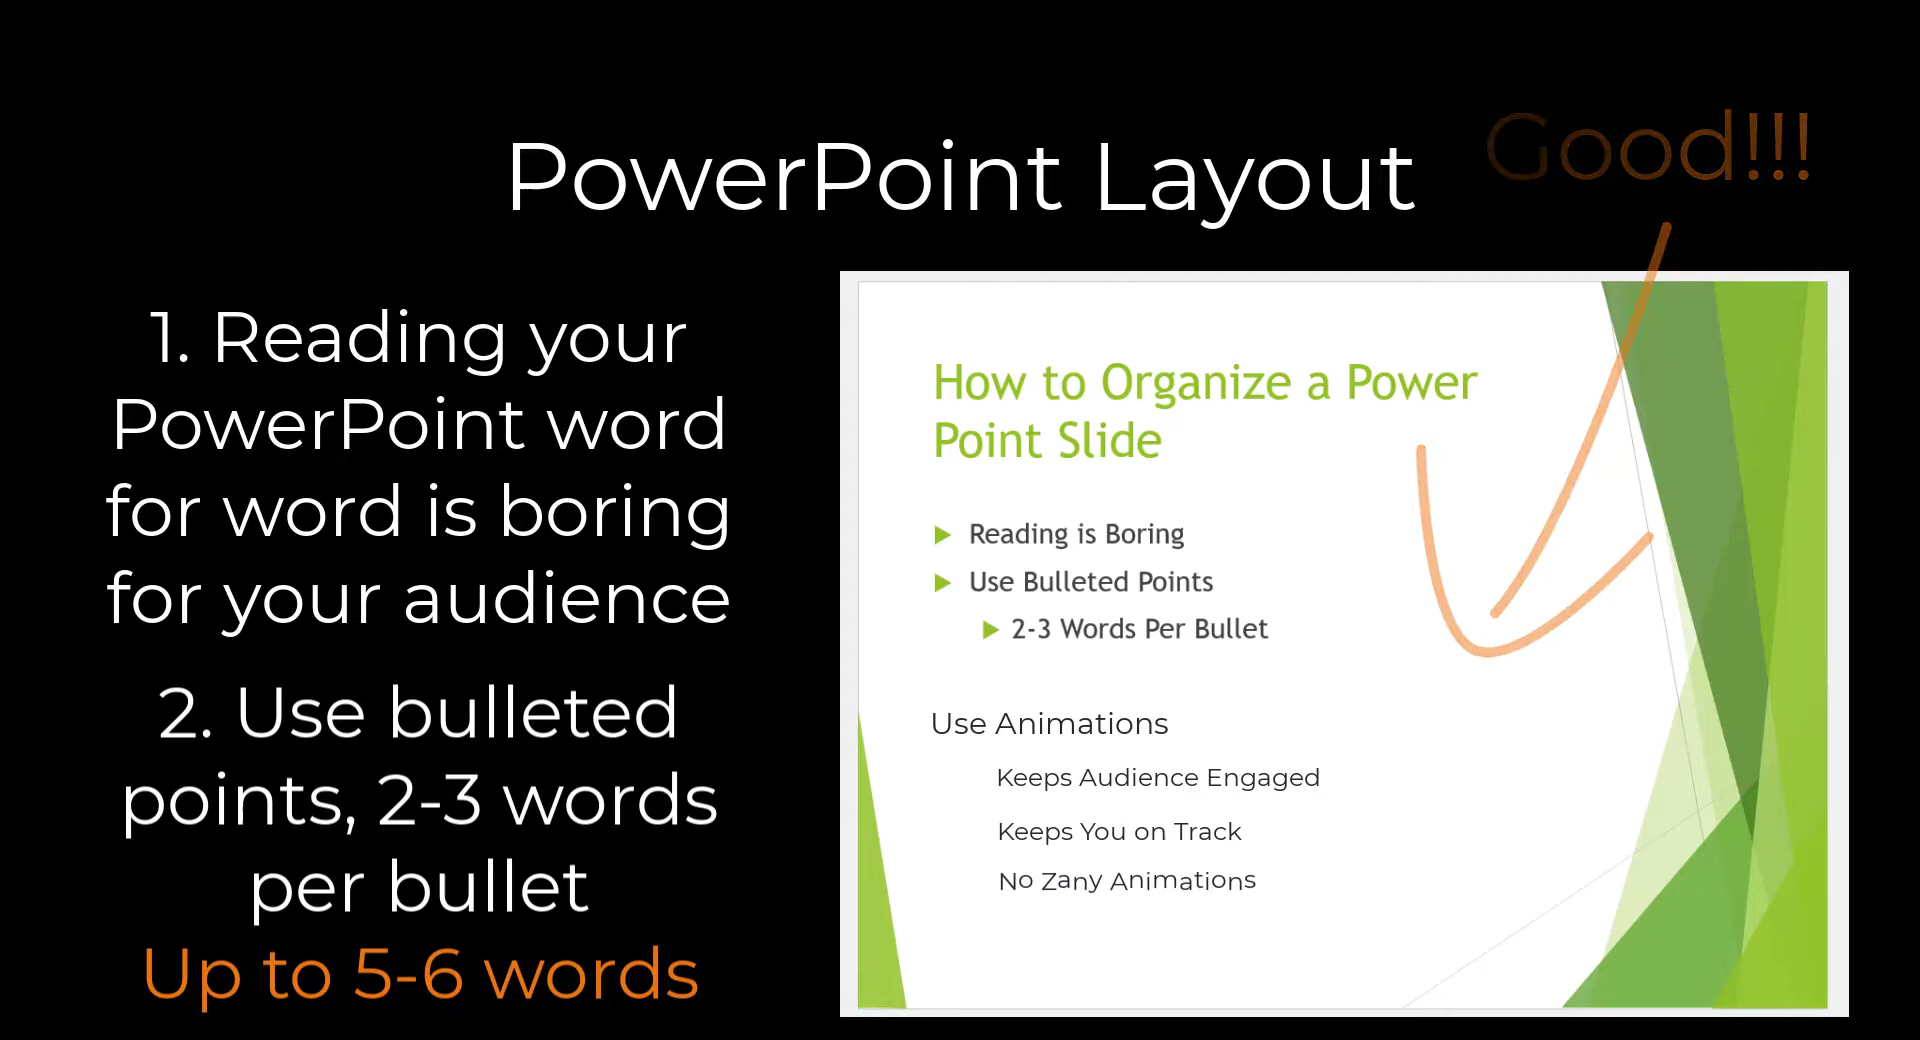 PowerPoint Layout
Good!!!
1. Reading your
PowerPoint word
for word is boring
for your audience
2. Use bulleted
points, 2-3 words
per bullet
Up to 5-6 words
How to Organize a Power
Point Slide
Reading is Boring
Use Bulleted Points
2-3 Words Per Bullet
Use Animations
Keeps Audience Engaged
Keeps You on Track
No Zany Animations